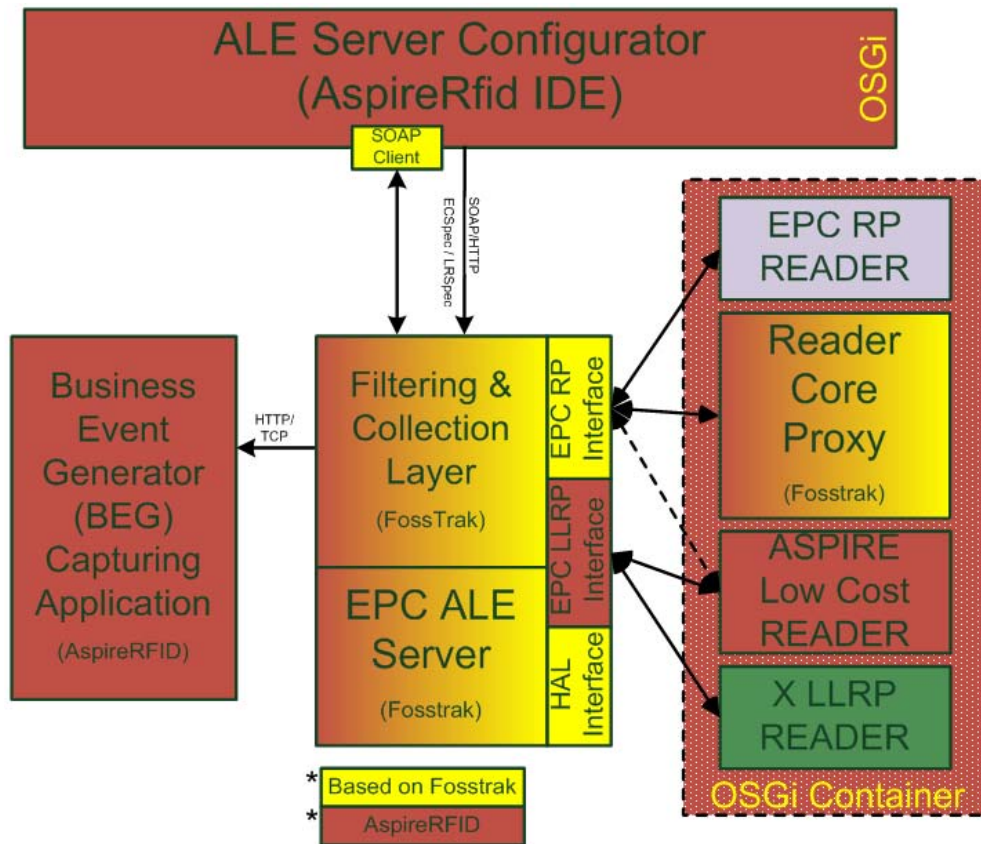 ALE Server Configurator
(AspireRfid IDE)
OSGi
SOAP
Client
SOAP/HTTP
ECSpec / LRSpec
Business
Event
Generator
(BEG)
Capturing
Application
(AspireRFID)
HTTP/
TCP
Filtering &
Collection
Layer
(FossTrak)
EPC ALE
Server
(Fosstrak)
EPC RP
Interface
EPC LLRP
Interface
HAL
Interface
EPC RP
READER
Reader
Core
Proxy
(Fosstrak)
ASPIRE
Low Cost
READER
X LLRP
READER
OSGi Container
* Based on Fosstrak
* AspireRFID